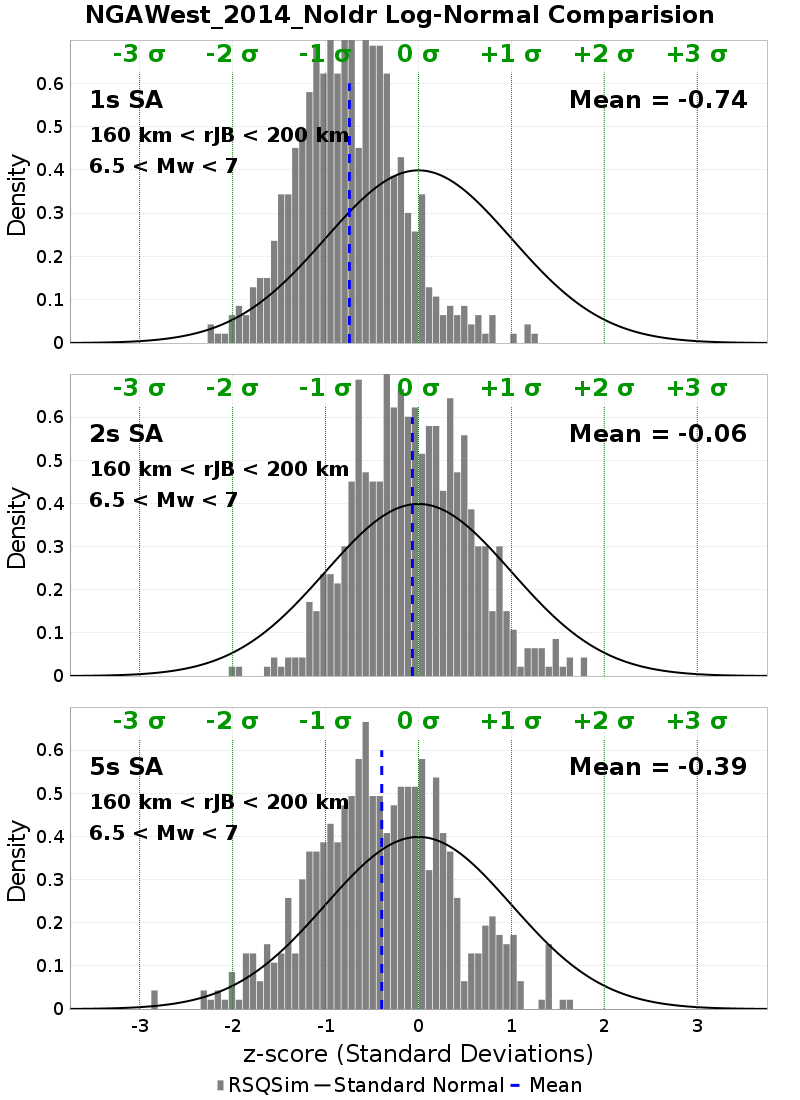 NGAWest_2014_NoIdr Log-Normal Comparision
-3 σ -2 σ -1 σ 0 σ +1 σ +2 σ +3 σ
0.6
1s SA Mean = -0.74
0.5
160 km < rJB < 200 km
6.5 < Mw < 7
0.4
0.3
0.2
0.1
0
Density
-3 σ -2 σ -1 σ 0 σ +1 σ +2 σ +3 σ
0.6
2s SA Mean = -0.06
0.5
160 km < rJB < 200 km
6.5 < Mw < 7
0.4
0.3
0.2
0.1
0
Density
-3 σ -2 σ -1 σ 0 σ +1 σ +2 σ +3 σ
0.6
5s SA Mean = -0.39
0.5
160 km < rJB < 200 km
6.5 < Mw < 7
0.4
0.3
0.2
0.1
0
Density
-3 -2 -1 0 1 2 3
z-score (Standard Deviations)
RSQSim Standard Normal Mean